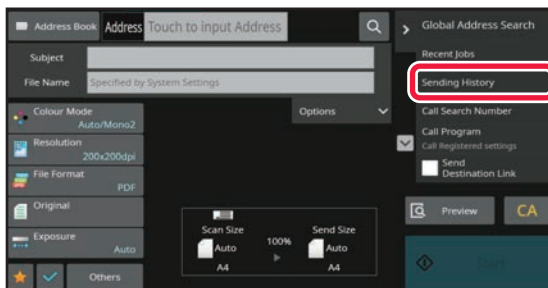 Address Book Address Touch to input Address
Subject
File Name Specified by System Settings
Colour Mode
Auto/Mono2
Resolution
200x200dpi
File Format
PDF
Original
Exposure
Auto
Others
Options
Scan Size
Auto
A4
100%
Send Size
Auto
A4
Global Address Search
Recent Jobs
Sending History
Call Search Number
Call Program
Call Registered settings
Send
Destination Link
Preview CA
Start